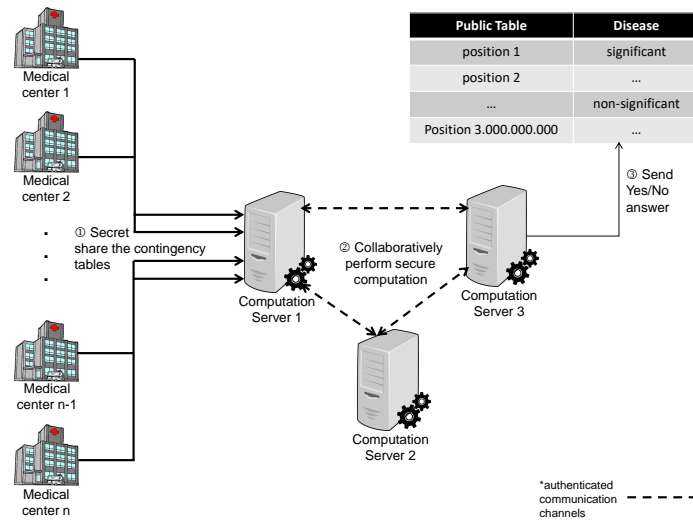 Medical
center 1
Medical
center 2
.
.
.
Medical
center n-1
Medical
center n
① Secret
share the contingency
tables
Computation
Server 1
② Collaboratively
perform secure
computation
Computation
Server 2
Computation
Server 3
Public Table Disease
position 1 significant
position 2 ...
... non-significant
Position 3.000.000.000 ...
③ Send
Yes/No
answer
*authenticated
communication
channels